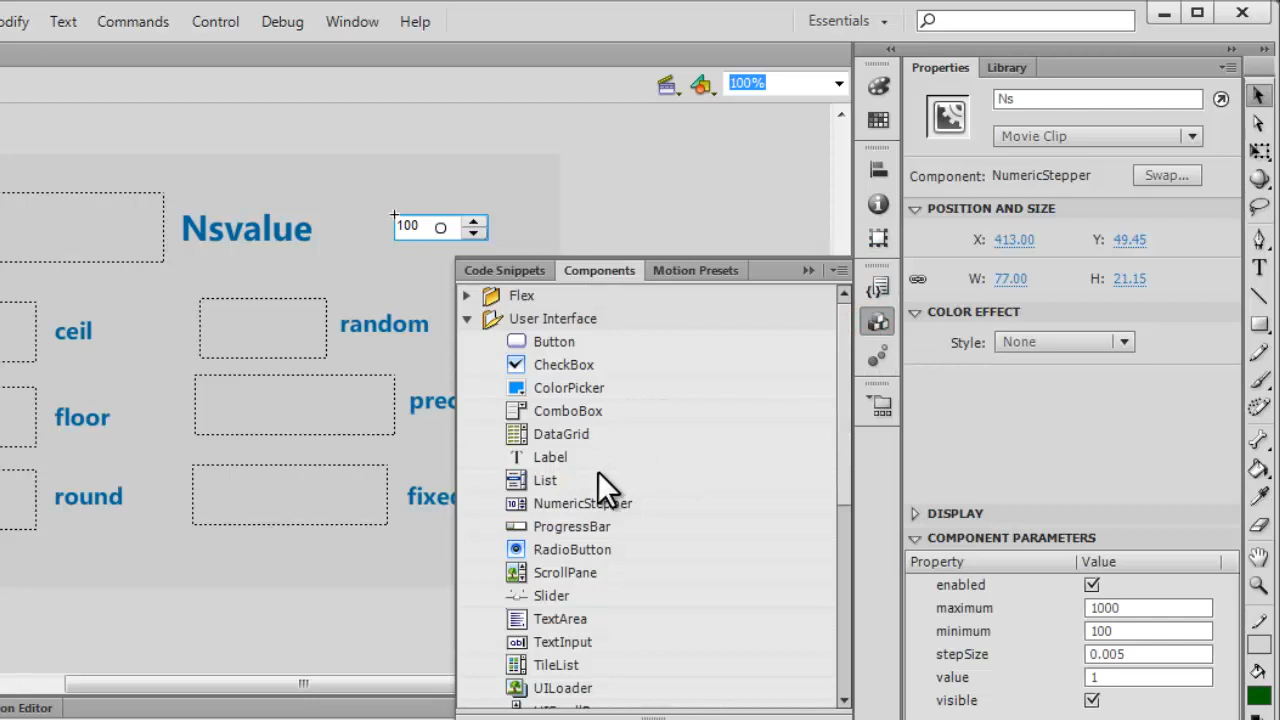 odify Text Commands Control Debug Window Help
Essentials
100%
Properties Library
Ns
Movie Clip
Component: NumericStepper Swap...
POSITION AND SIZE
X: 413.00 Y: 49.45
W: 77.00 H: 21.15
COLOR EFFECT
Style: None
DISPLAY
COMPONENT PARAMETERS
Property Value
enabled
maximum 1000
minimum 100
stepSize 0.005
value 1
visible
Nsvalue
100
ceil
random
floor
prec
round
fixe
Code Snippets Components Motion Presets
Flex
User Interface
Button
CheckBox
ColorPicker
ComboBox
DataGrid
Label
List
NumericStepper
ProgressBar
RadioButton
ScrollPane
Slider
TextArea
TextInput
TileList
UILoader
on Editor